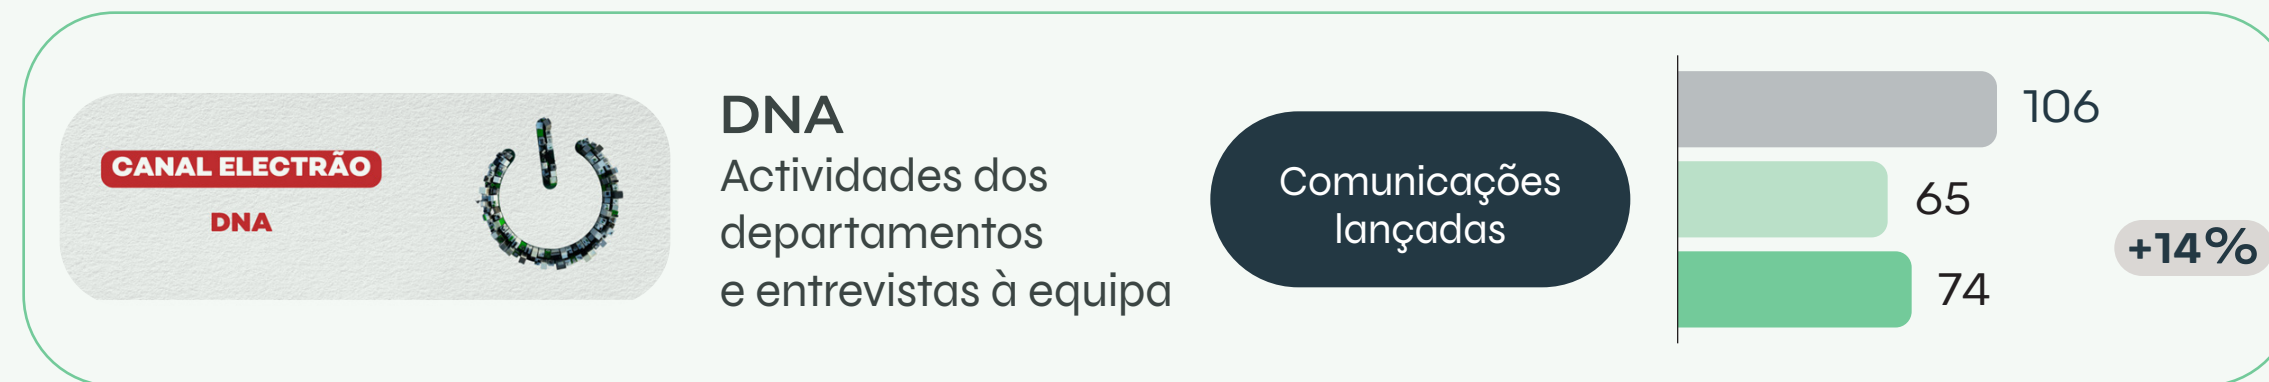 CANAL ELECTRÃO
DNA
DNA
Actividades dos
departamentos
e entrevistas à equipa
Comunicações
lançadas
106
65
74
+14%